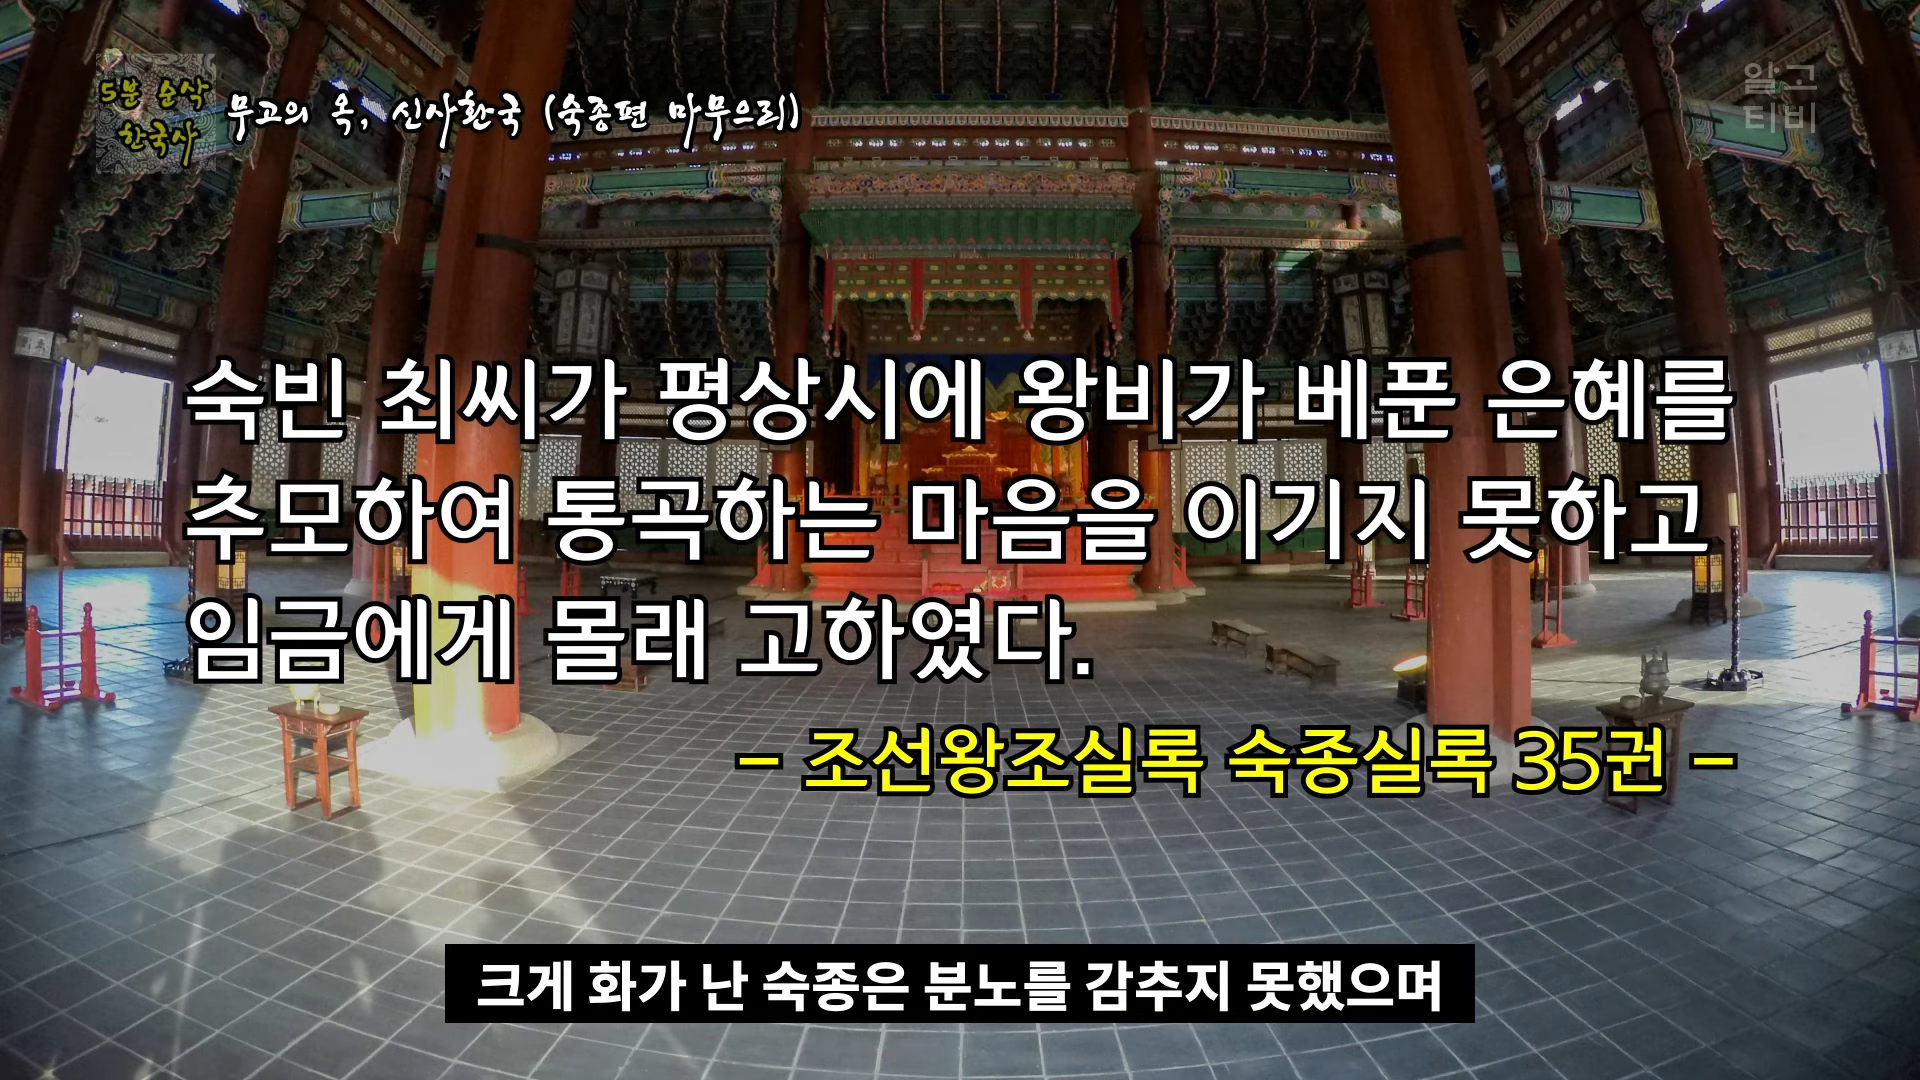 5분 순삭
한국사
무고의 옥, 신사환국 (숙종편 마무으리)
알고
티비
숙빈 최씨가 평상시에 왕비가 베푼 은혜를
추모하여 통곡하는 마음을 이기지 못하고
임금에게 몰래 고하였다.
- 조선왕조실록 숙종실록 35권 -
크게 화가 난 숙종은 분노를 감추지 못했으며